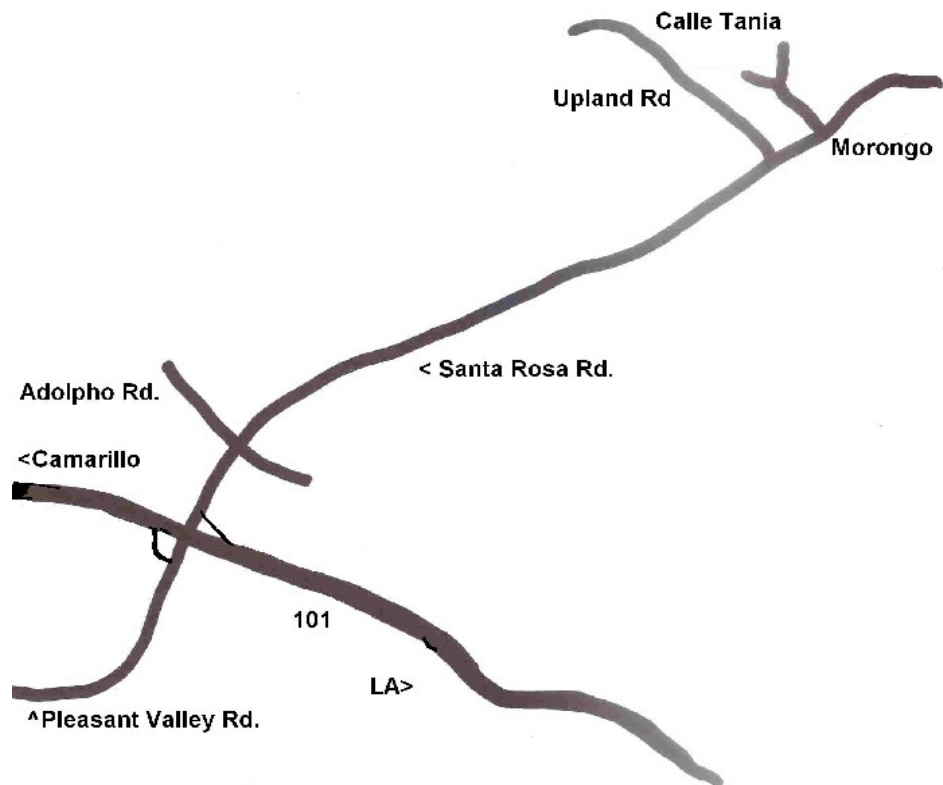 Calle Tania
Upland Rd
Morongo
< Santa Rosa Rd.
Adolpho Rd.
<Camarillo
101
LA>
^Pleasant Valley Rd.